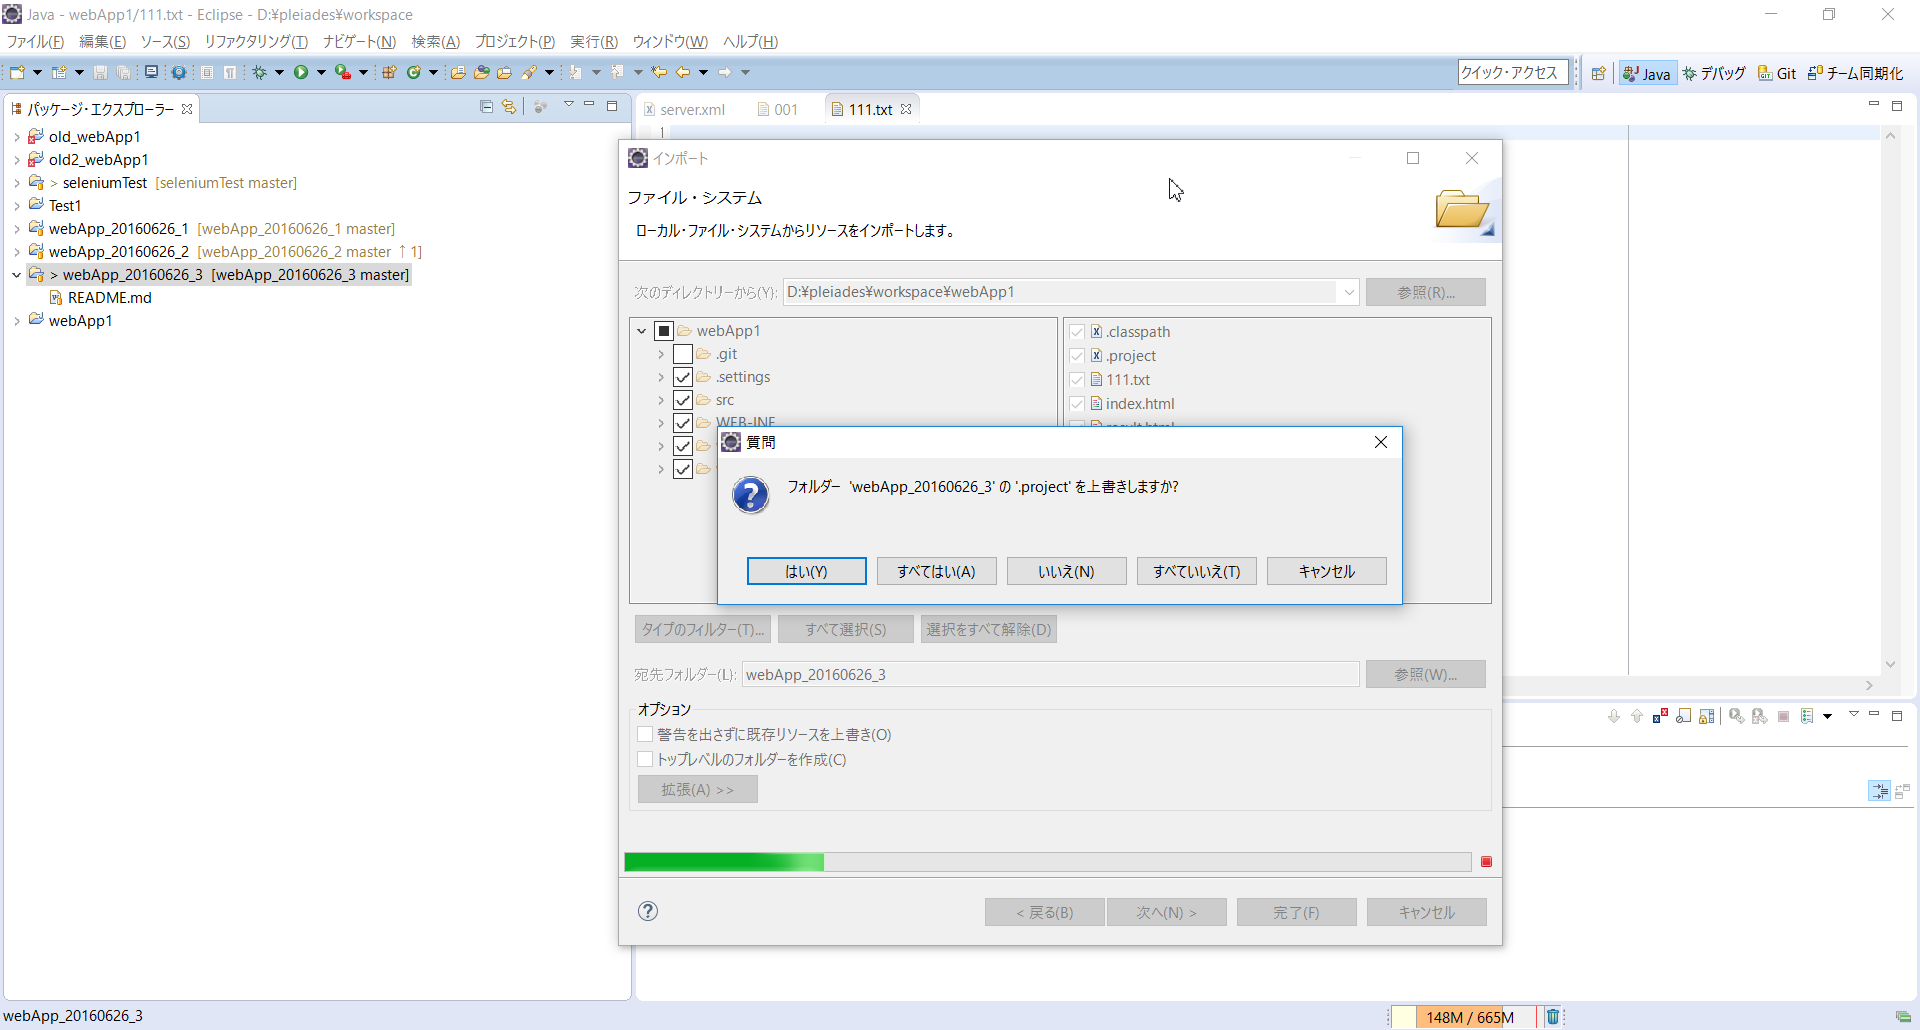 Java - webApp1/111.txt - Eclipse - D:¥pleiades¥workspace
ファイル(F) 編集(E) ソース(S) リファクタリング(T) ナビゲート(N) 検索(A) プロジェクト(P) 実行(R) ウィンドウ(W) ヘルプ(H)
クイック・アクセス Java デバッグ Git チーム同期化
パッケージ・エクスプローラー
old_webApp1
old2_webApp1
> seleniumTest [seleniumTest master]
Test1
webApp_20160626_1 [webApp_20160626_1 master]
webApp_20160626_2 [webApp_20160626_2 master ↑1]
> webApp_20160626_3 [webApp_20160626_3 master]
README.md
webApp1
server.xml 001 111.txt
1
インポート
ファイル・システム
ローカル・ファイル・システムからリソースをインポートします。
次のディレクトリーから(Y): D:¥pleiades¥workspace¥webApp1 参照(R)...
webApp1
.git
.settings
src
WEB-INF
.classpath
.project
111.txt
index.html
result.html
質問
フォルダー 'webApp_20160626_3' の '.project' を上書きしますか?
はい(Y) すべてはい(A) いいえ(N) すべていいえ(T) キャンセル
タイプのフィルター(T)... すべて選択(S) 選択をすべて解除(D)
宛先フォルダー(L): webApp_20160626_3 参照(W)...
オプション
警告を出さずに既存リソースを上書き(O)
トップレベルのフォルダーを作成(C)
拡張(A) >>
< 戻る(B) 次へ(N) > 完了(F) キャンセル
webApp_20160626_3
148M / 665M